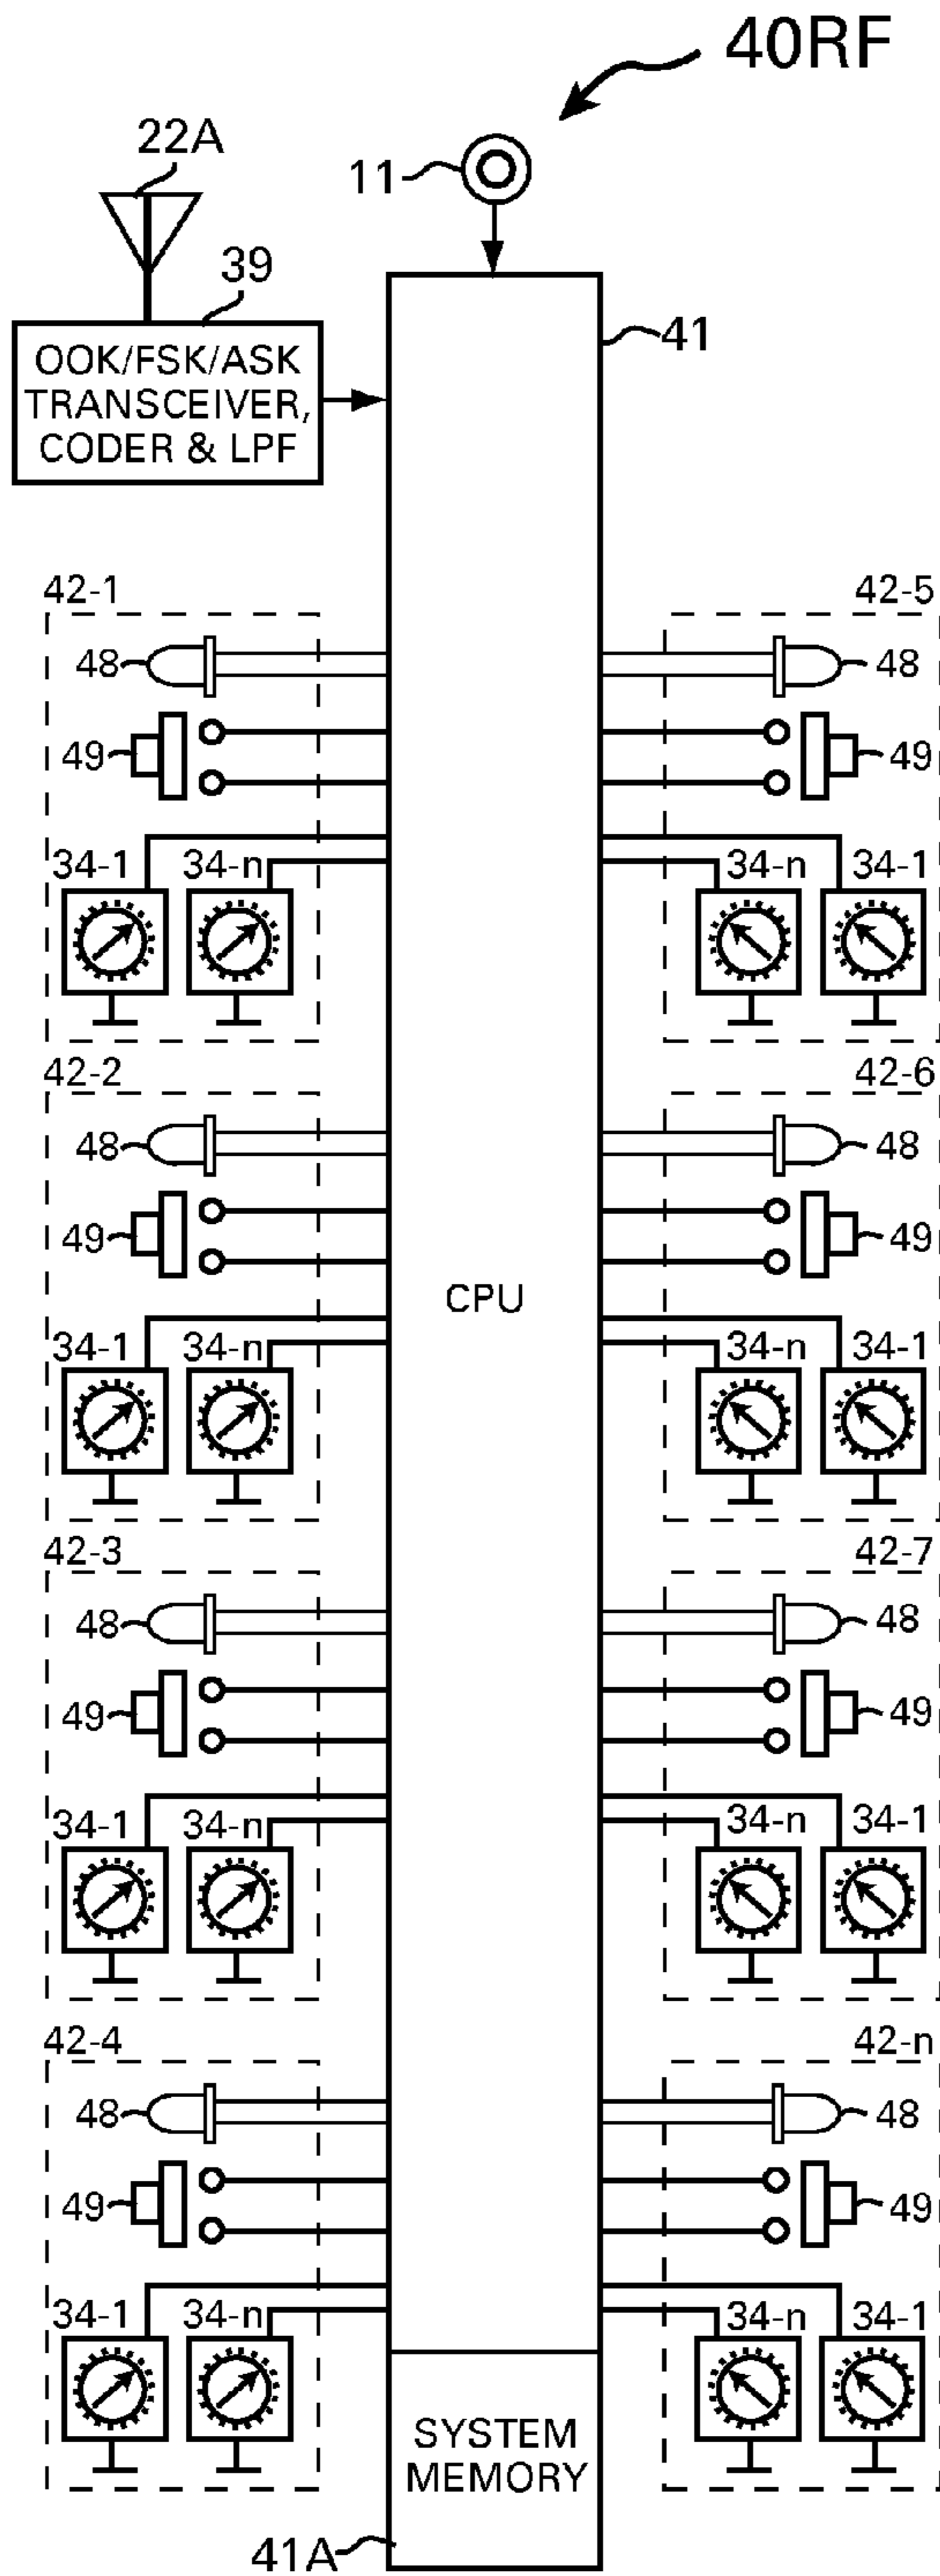 40RF
22A
11
39
41
OOK/FSK/ASK
TRANSCEIVER,
CODER & LPF
42-1
42-5
48
48
49
49
34-1 34-n
34-n 34-1
42-2
42-6
48
48
49
49
CPU
34-1 34-n
34-n 34-1
42-3
42-7
48
48
49
49
34-1 34-n
34-n 34-1
42-4
42-n
48
48
49
49
34-1 34-n
34-n 34-1
SYSTEM
MEMORY
41A